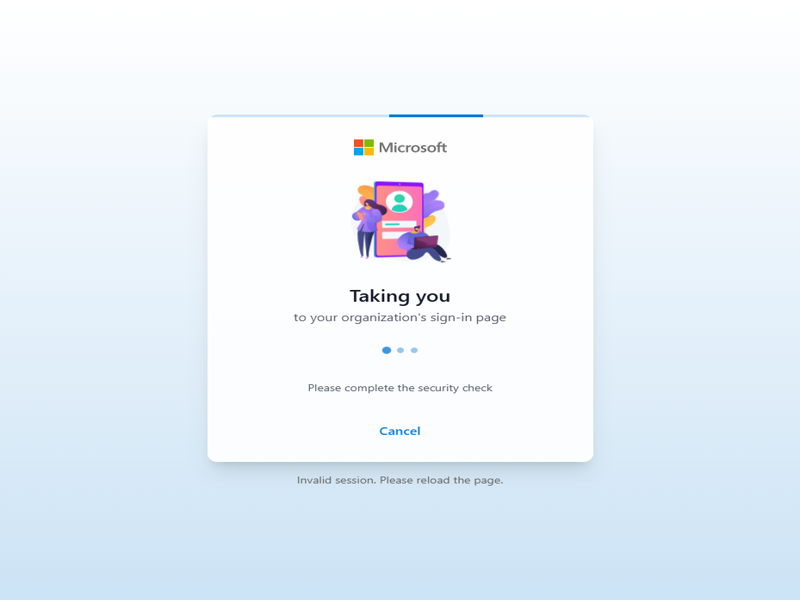 Microsoft
Taking you
to your organization's sign-in page
Please complete the security check
Cancel
Invalid session. Please reload the page.